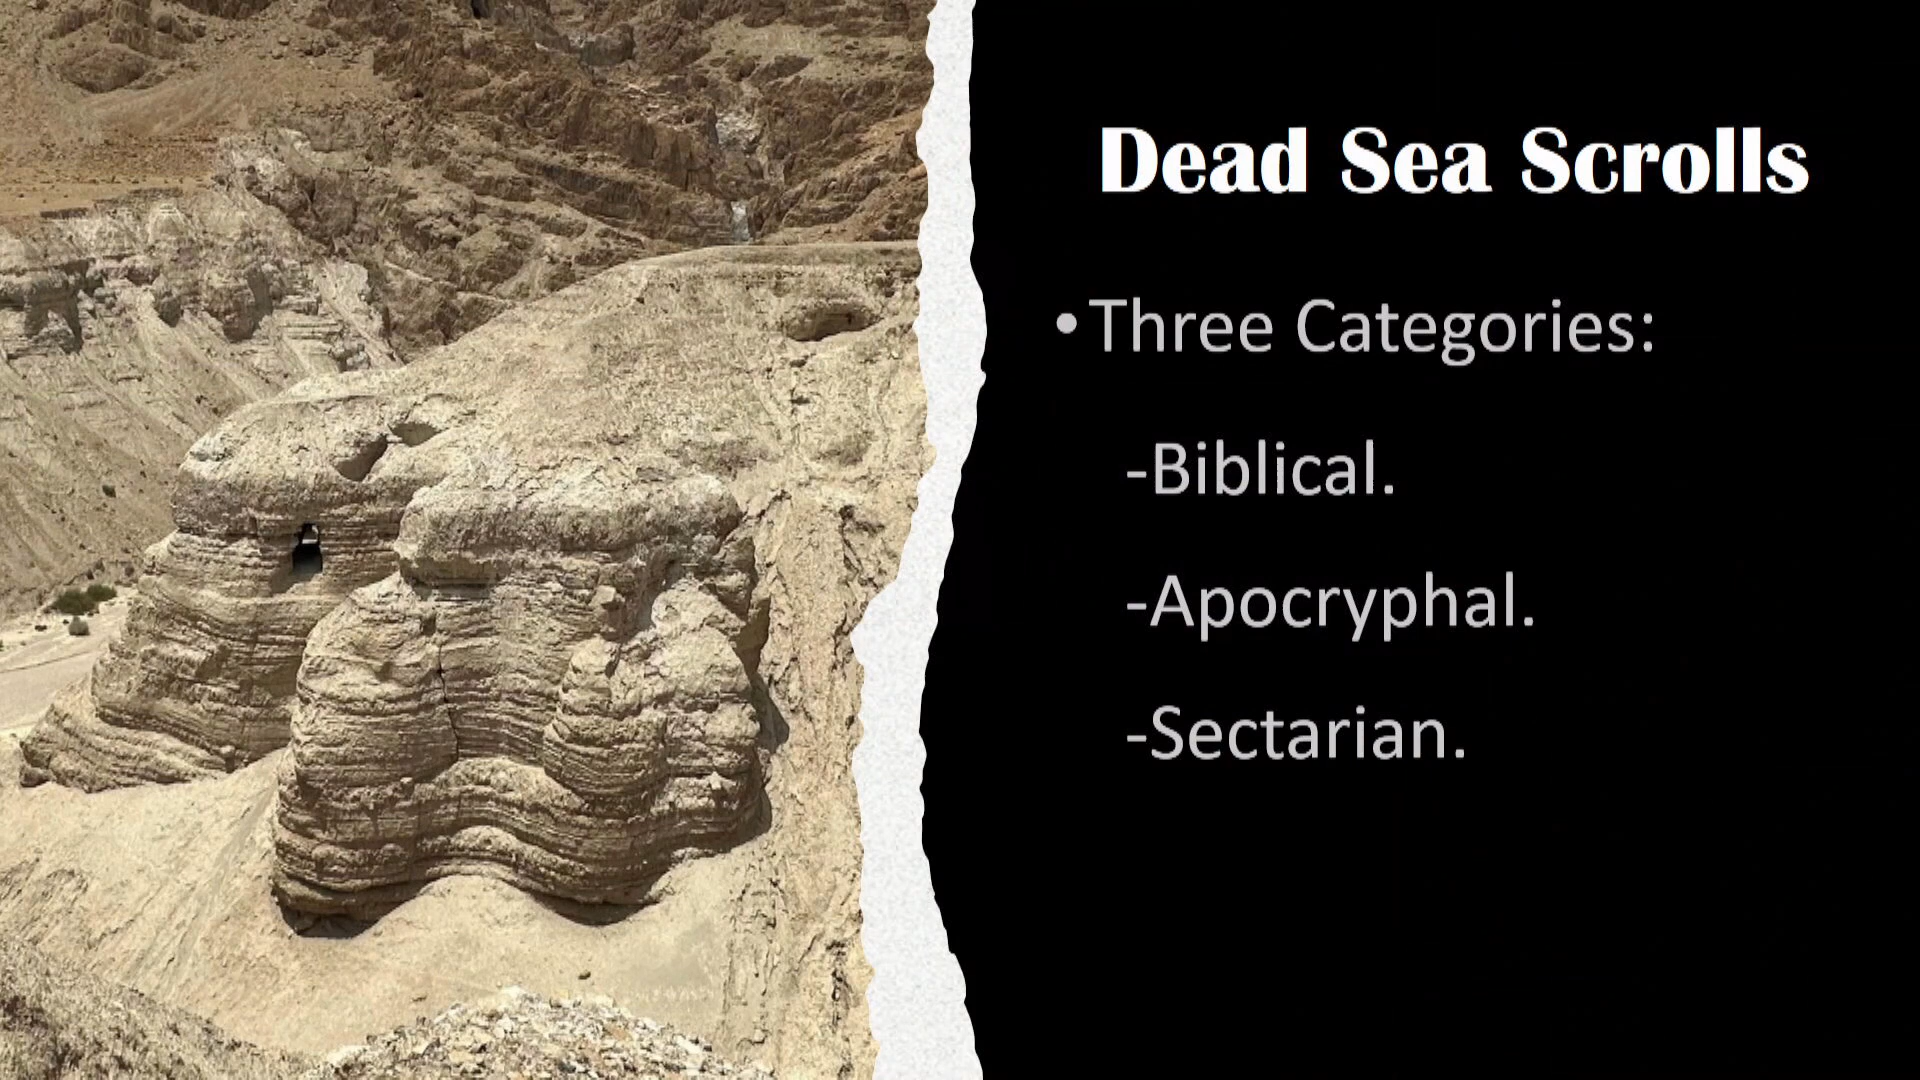 Dead Sea Scrolls
•Three Categories:
-Biblical.
-Apocryphal.
-Sectarian.